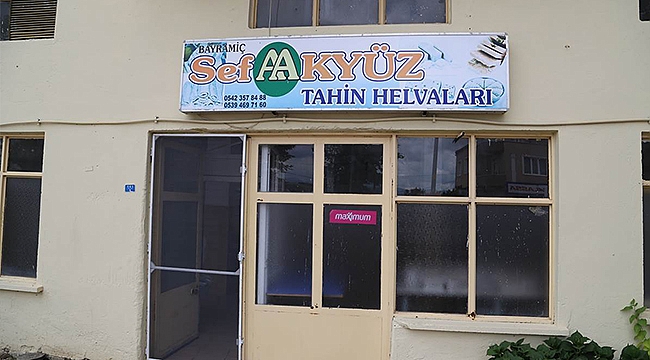 BAYRAMİÇ
Sef AKYÜZ
TAHİN HELVALARI
0542 357 84 88
0539 469 71 60
maximum